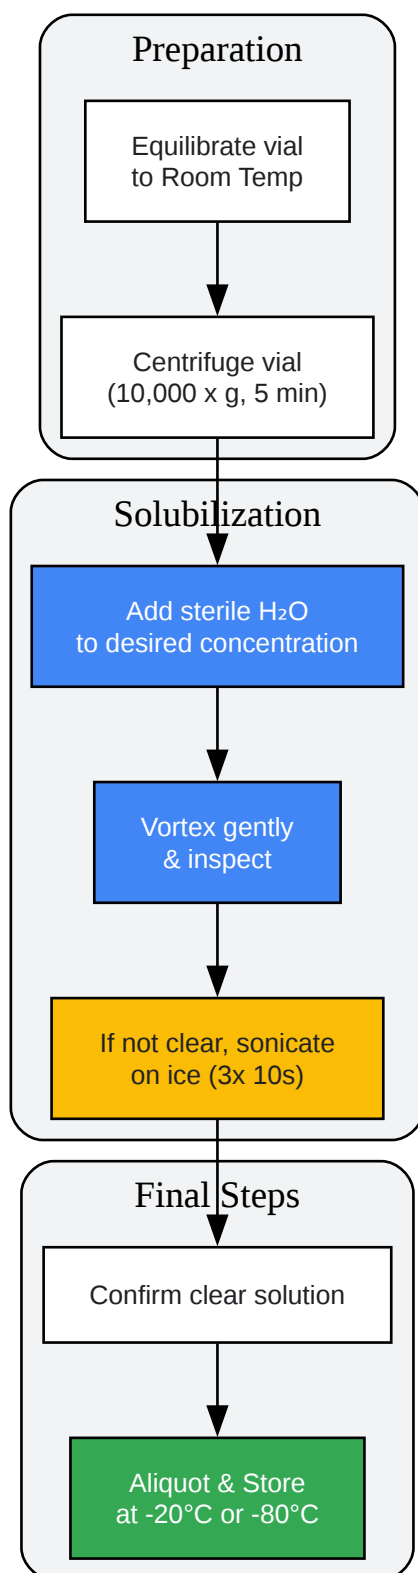 Preparation
Equilibrate vial
to Room Temp
Centrifuge vial
(10,000 x g, 5 min)
Solubilization
Add sterile H₂O
to desired concentration
Vortex gently
& inspect
If not clear, sonicate
on ice (3x 10s)
Final Steps
Confirm clear solution
Aliquot & Store
at -20°C or -80°C